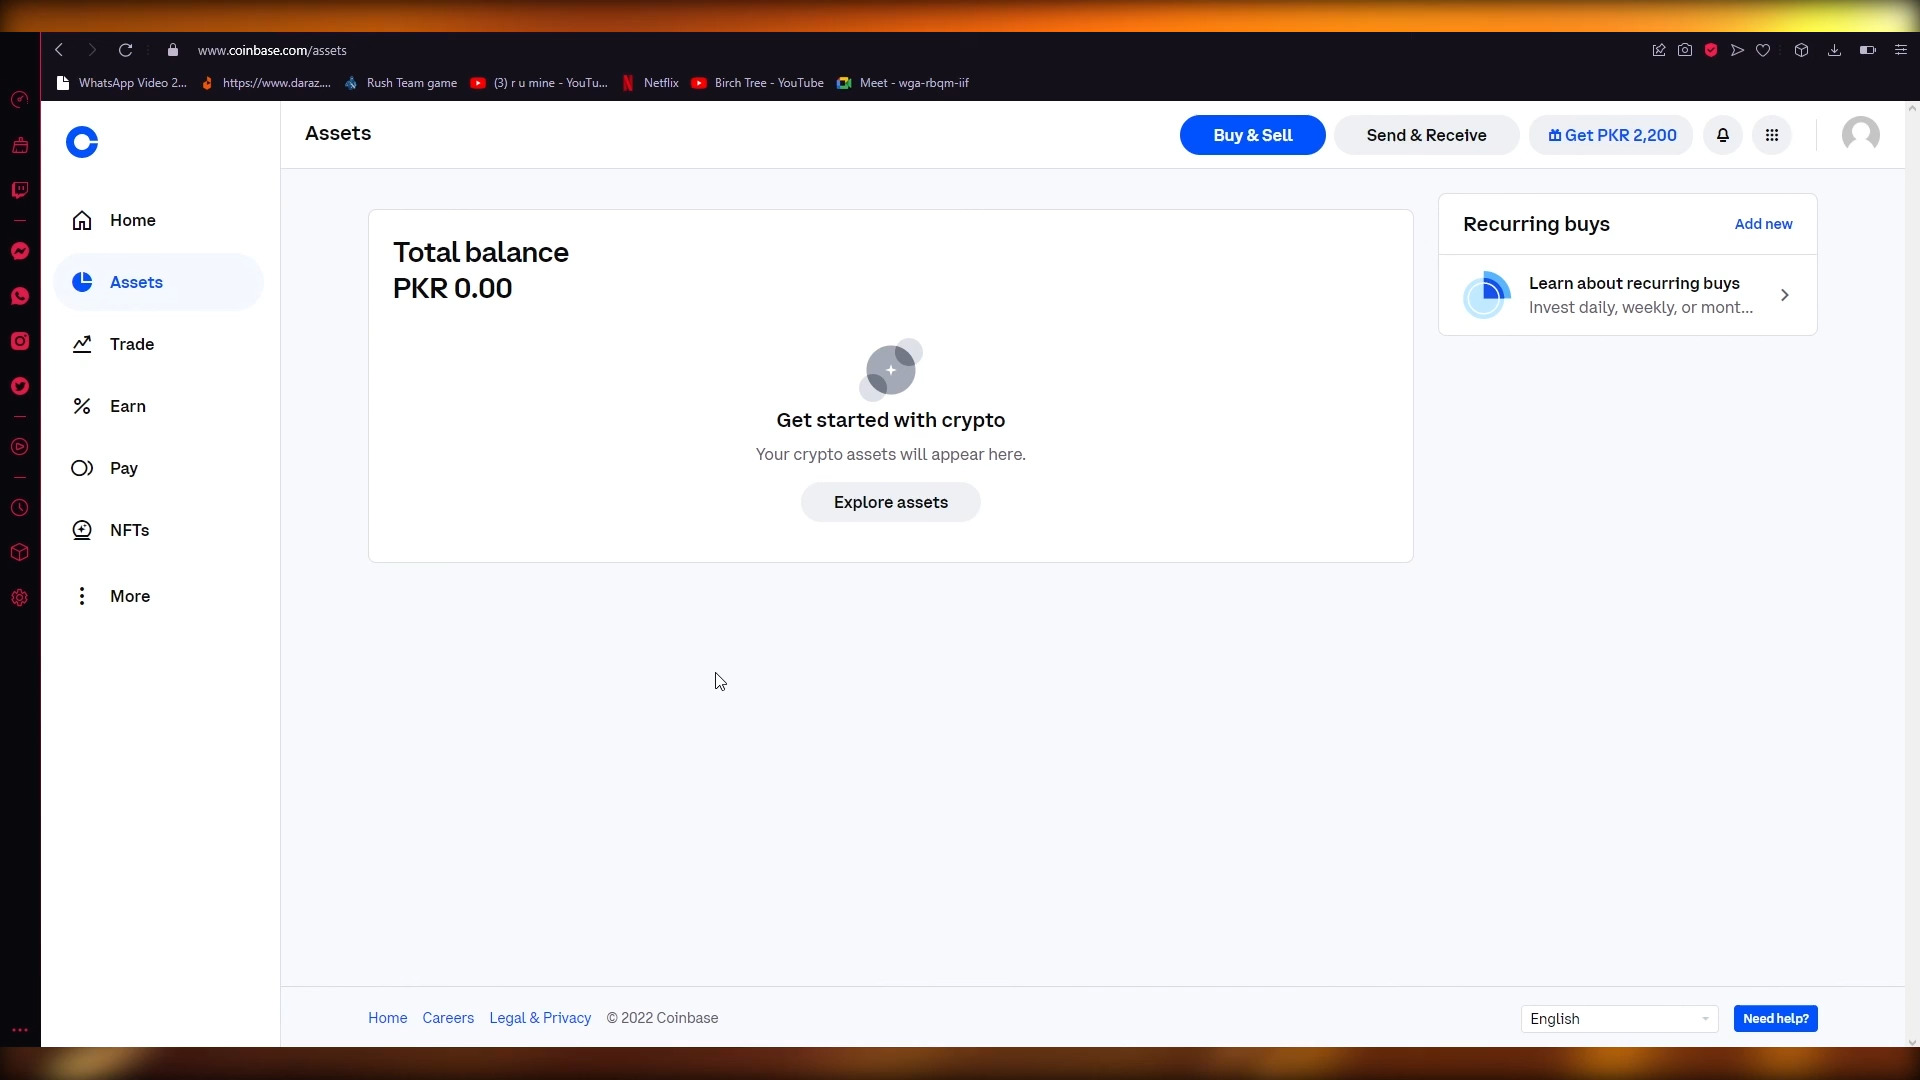 www.coinbase.com/assets
WhatsApp Video 2...
https://www.daraz....
Rush Team game
(3) r u mine - YouTu...
Netflix
Birch Tree - YouTube
Meet - wga-rbqm-iif
Assets
Buy & Sell
Send & Receive
Get PKR 2,200
Home
Assets
Trade
Earn
Pay
NFTs
More
Total balance
PKR 0.00
Get started with crypto
Your crypto assets will appear here.
Explore assets
Recurring buys
Add new
Learn about recurring buys
Invest daily, weekly, or mont...
Home
Careers
Legal & Privacy
© 2022 Coinbase
English
Need help?